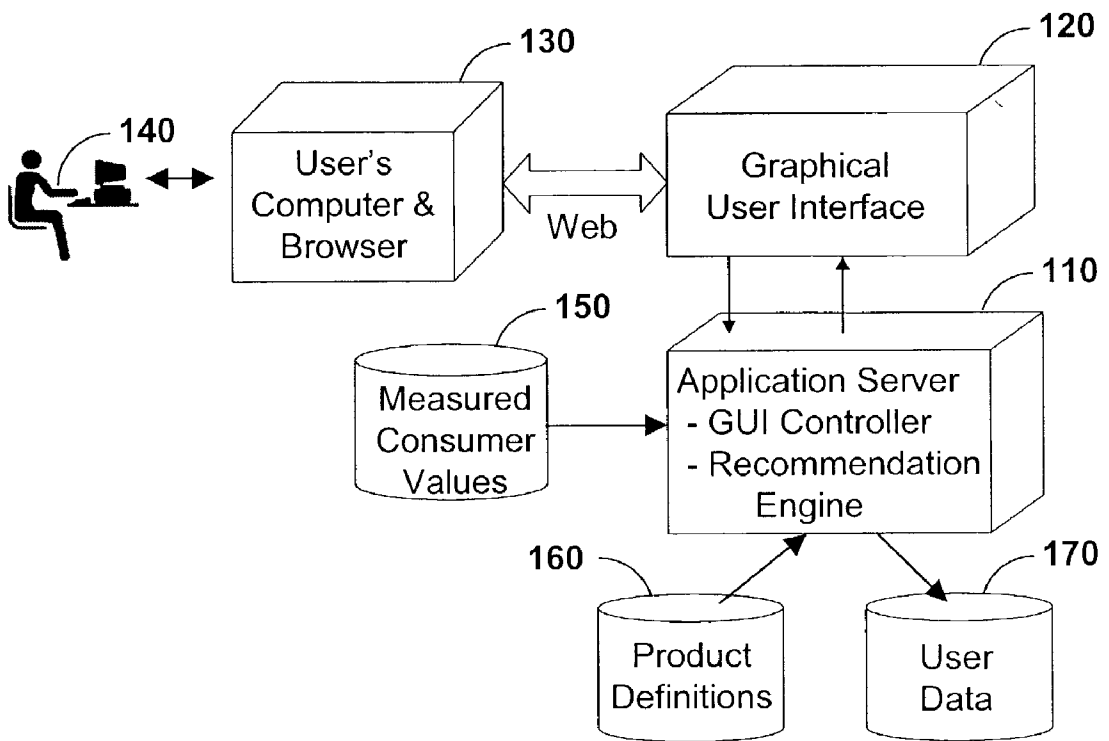 130
120
140
User's
Computer &
Browser
Web
Graphical
User Interface
110
150
Measured
Consumer
Values
Application Server
- GUI Controller
- Recommendation
Engine
160
170
Product
Definitions
User
Data